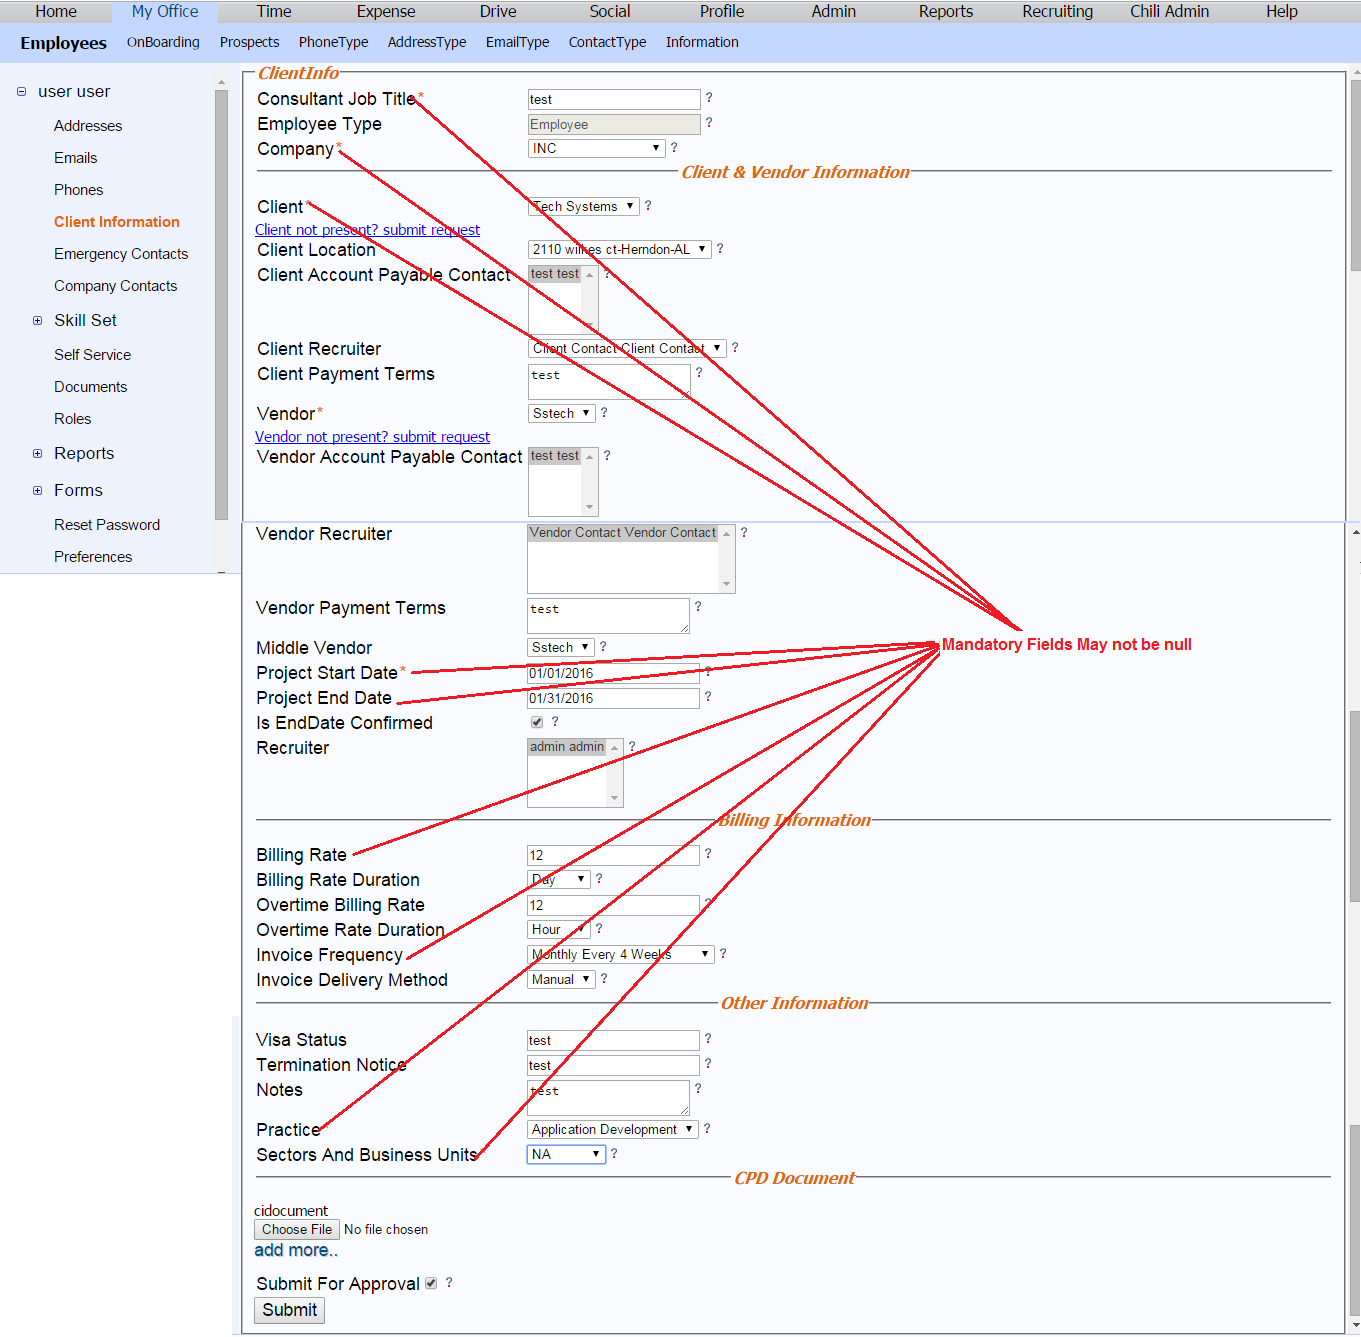 Home My Office Time Expense Drive Social Profile Admin Reports Recruiting Chili Admin Help
Employees OnBoarding Prospects PhoneType AddressType EmailType ContactType Information
user user
Addresses
Emails
Phones
Client Information
Emergency Contacts
Company Contacts
Skill Set
Self Service
Documents
Roles
Reports
Forms
Reset Password
Preferences
ClientInfo
Consultant Job Title* test ?
Employee Type Employee ?
Company* INC ?
Client & Vendor Information
Client* Tech Systems ?
Client not present? submit request
Client Location 2110 wilkes ct-Herndon-AL ?
Client Account Payable Contact test test ?
Client Recruiter Client Contact Client Contact ?
Client Payment Terms test ?
Vendor* Sstech ?
Vendor not present? submit request
Vendor Account Payable Contact test test ?
Vendor Recruiter Vendor Contact Vendor Contact ?
Vendor Payment Terms test ?
Middle Vendor Sstech ?
Mandatory Fields May not be null
Project Start Date* 01/01/2016 ?
Project End Date 01/31/2016 ?
Is EndDate Confirmed ?
Recruiter admin admin ?
Billing Information
Billing Rate 12 ?
Billing Rate Duration Day ?
Overtime Billing Rate 12 ?
Overtime Rate Duration Hour ?
Invoice Frequency Monthly Every 4 Weeks ?
Invoice Delivery Method Manual ?
Other Information
Visa Status test ?
Termination Notice test ?
Notes test ?
Practice Application Development ?
Sectors And Business Units NA ?
CPD Document
cidocument
Choose File No file chosen
add more..
Submit For Approval ?
Submit